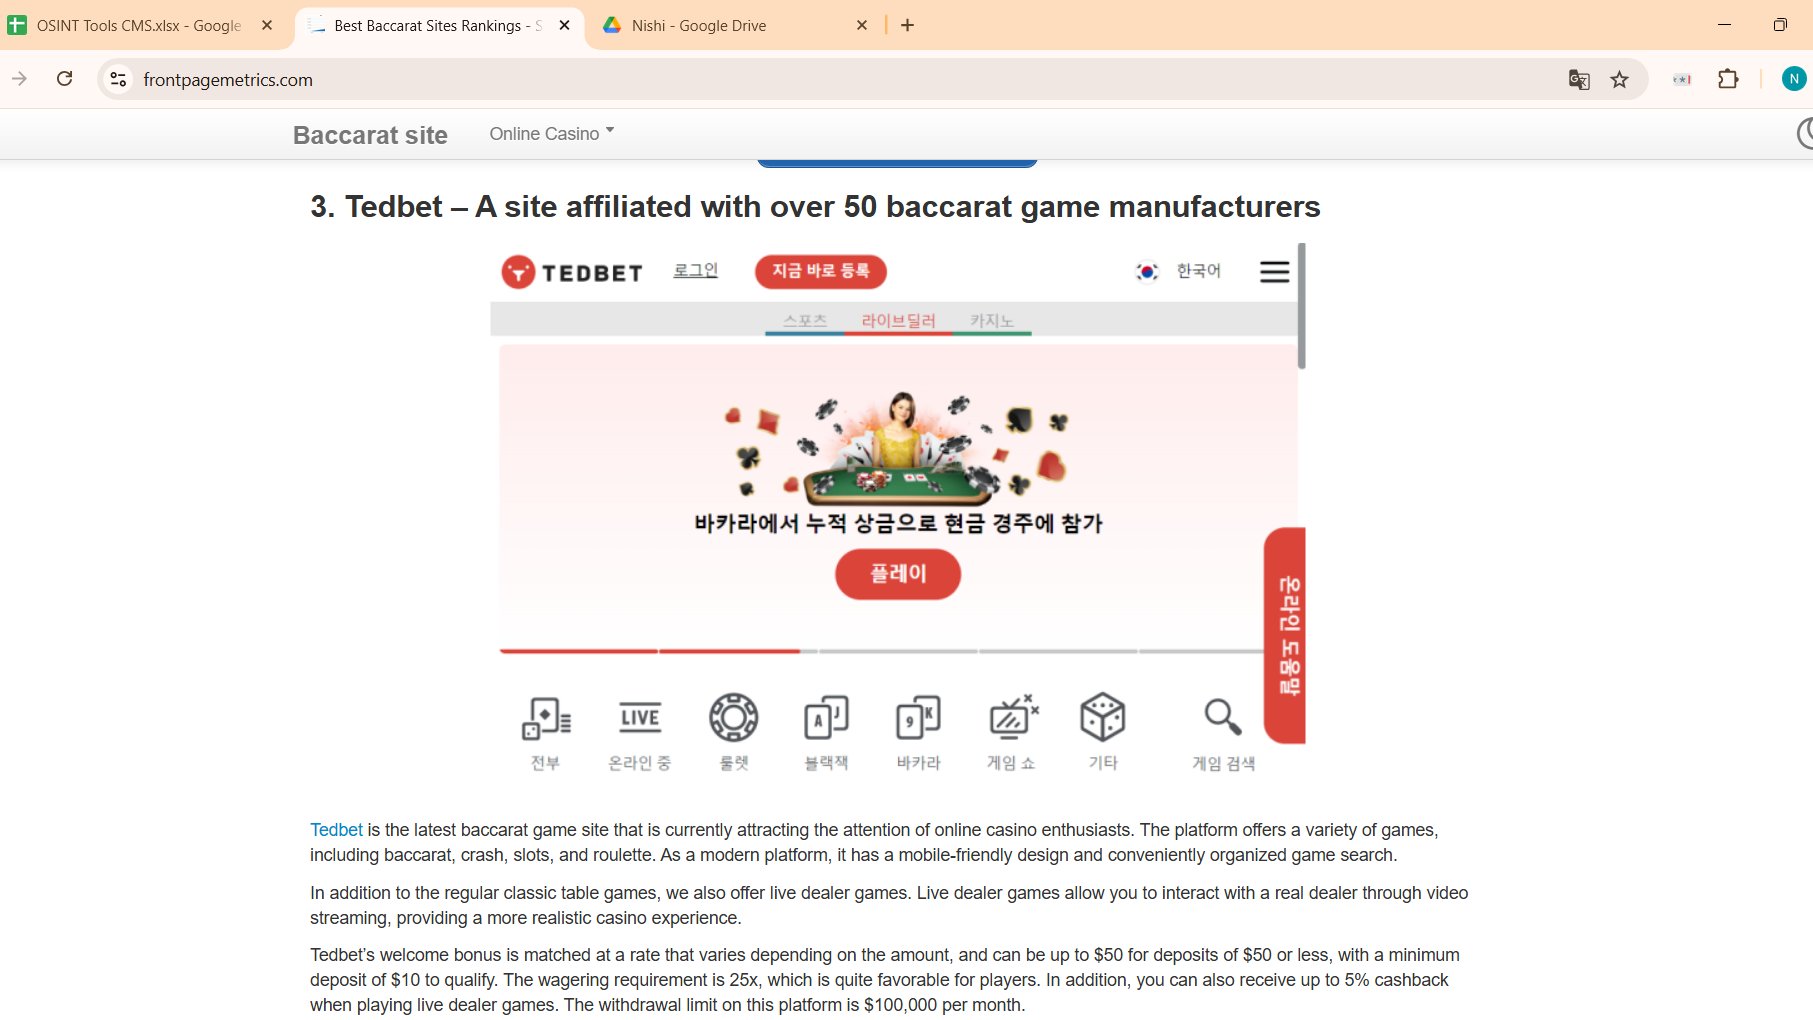 OSINT Tools CMS.xlsx - Google
Best Baccarat Sites Rankings - S
Nishi - Google Drive
frontpagemetrics.com
N
Baccarat site
Online Casino
3. Tedbet – A site affiliated with over 50 baccarat game manufacturers
TEDBET
로그인
지금 바로 등록
한국어
스포츠
라이브딜러
카지노
바카라에서 누적 상금으로 현금 경주에 참가
플레이
온라인 도움말
LIVE
A J
9 K
전부
온라인 중
룰렛
블랙잭
바카라
게임 쇼
기타
게임 검색
Tedbet is the latest baccarat game site that is currently attracting the attention of online casino enthusiasts. The platform offers a variety of games,
including baccarat, crash, slots, and roulette. As a modern platform, it has a mobile-friendly design and conveniently organized game search.
In addition to the regular classic table games, we also offer live dealer games. Live dealer games allow you to interact with a real dealer through video
streaming, providing a more realistic casino experience.
Tedbet’s welcome bonus is matched at a rate that varies depending on the amount, and can be up to $50 for deposits of $50 or less, with a minimum
deposit of $10 to qualify. The wagering requirement is 25x, which is quite favorable for players. In addition, you can also receive up to 5% cashback
when playing live dealer games. The withdrawal limit on this platform is $100,000 per month.